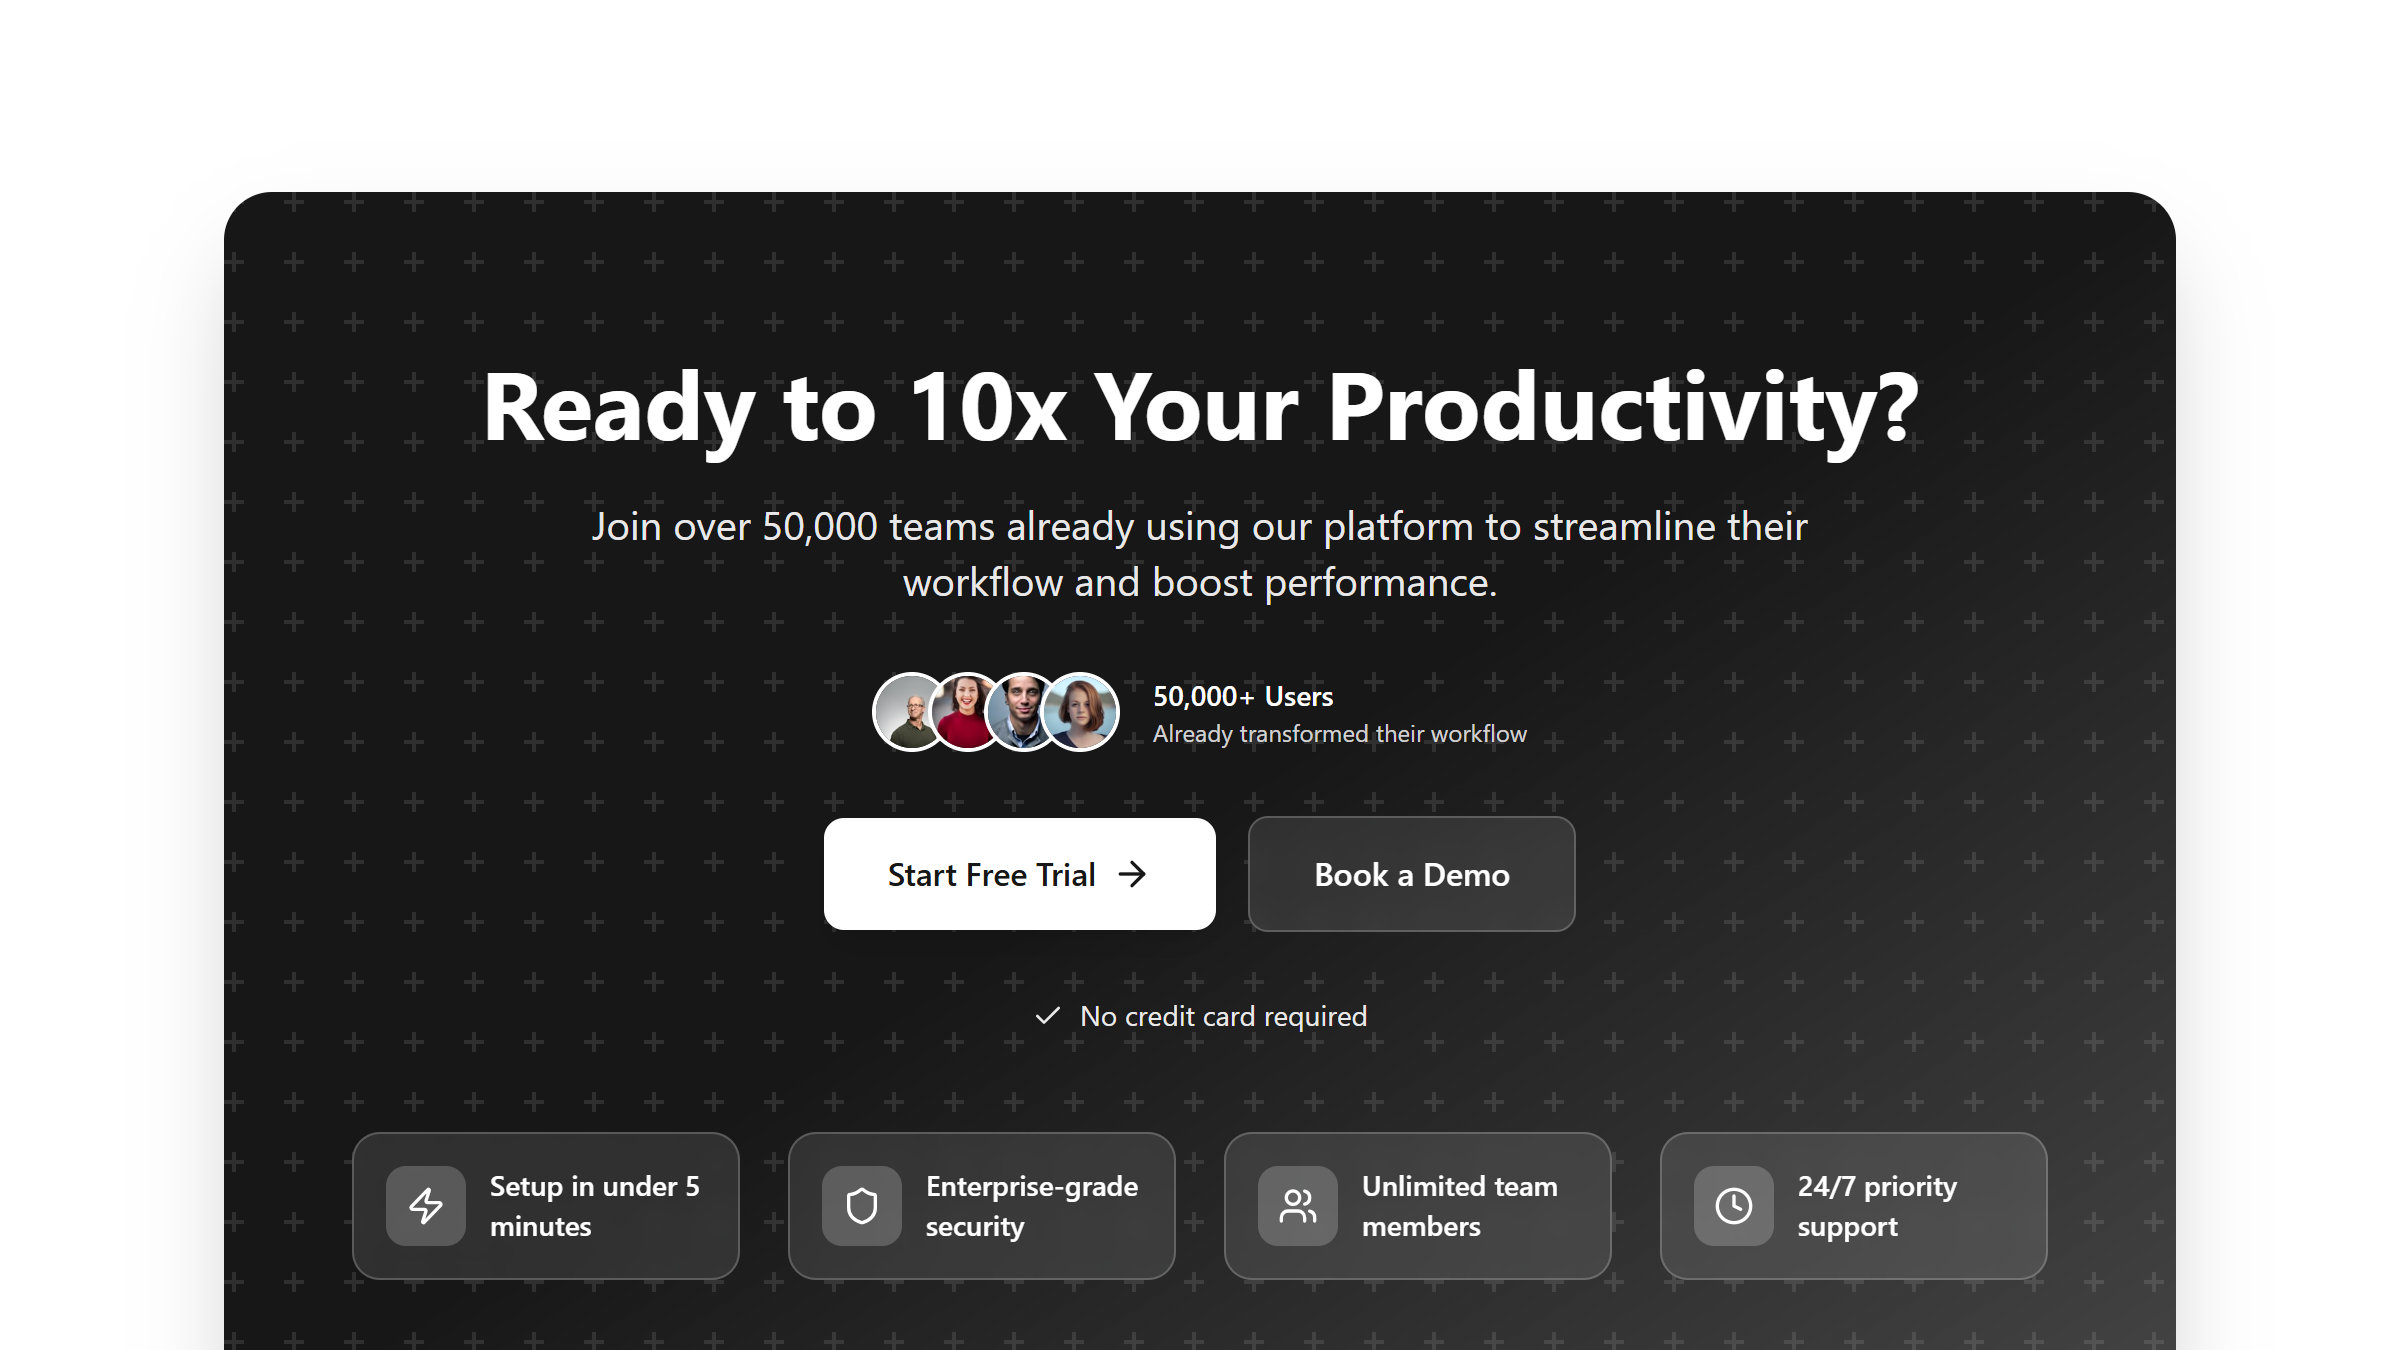 Ready to 10x Your Productivity?
Join over 50,000 teams already using our platform to streamline their
workflow and boost performance.
50,000+ Users
Already transformed their workflow
Start Free Trial
Book a Demo
No credit card required
Setup in under 5
minutes
Enterprise-grade
security
Unlimited team
members
24/7 priority
support